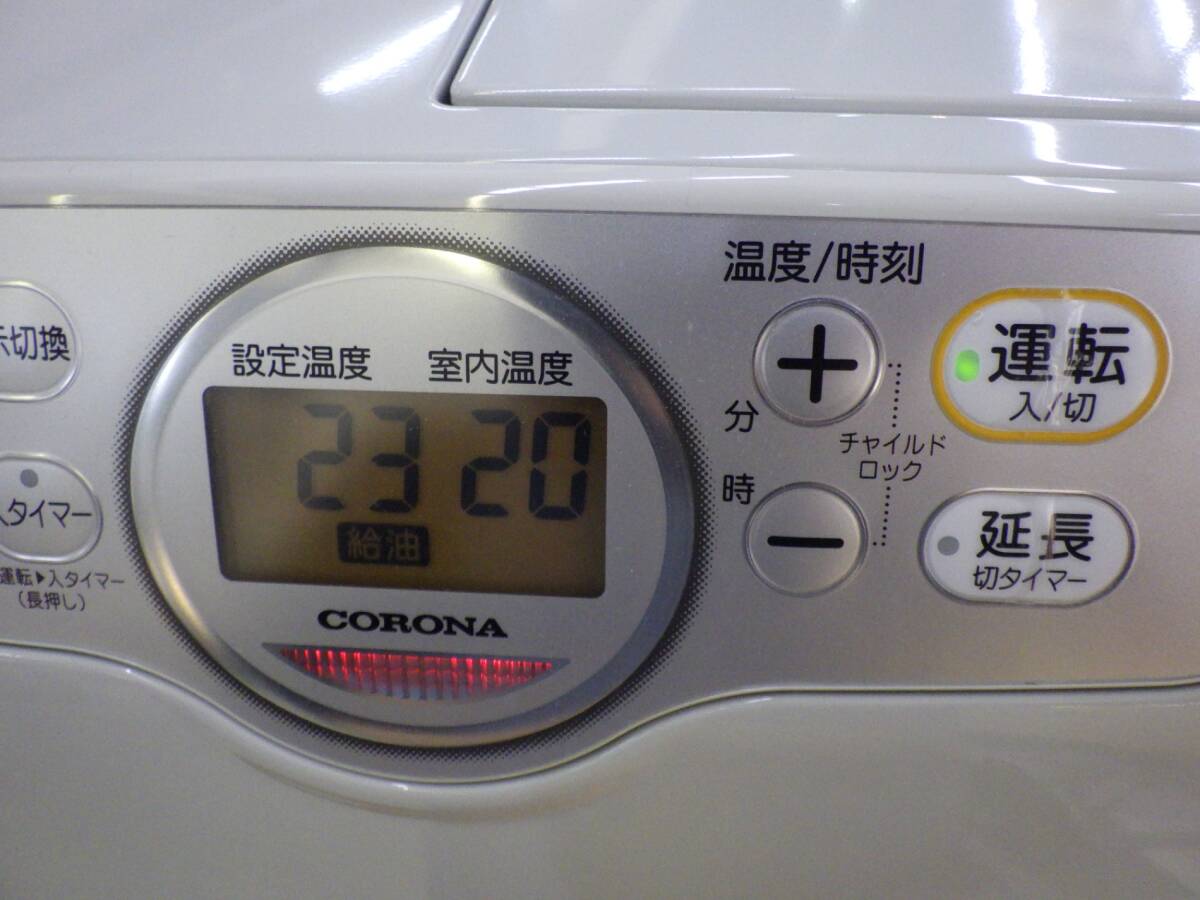 温度/時刻
切換
設定温度 室内温度
23 20
給油
CORONA
タイマー
運転▶入タイマー
(長押し)
＋
分
時
－
チャイルド
ロック
運転
入/切
延長
切タイマー